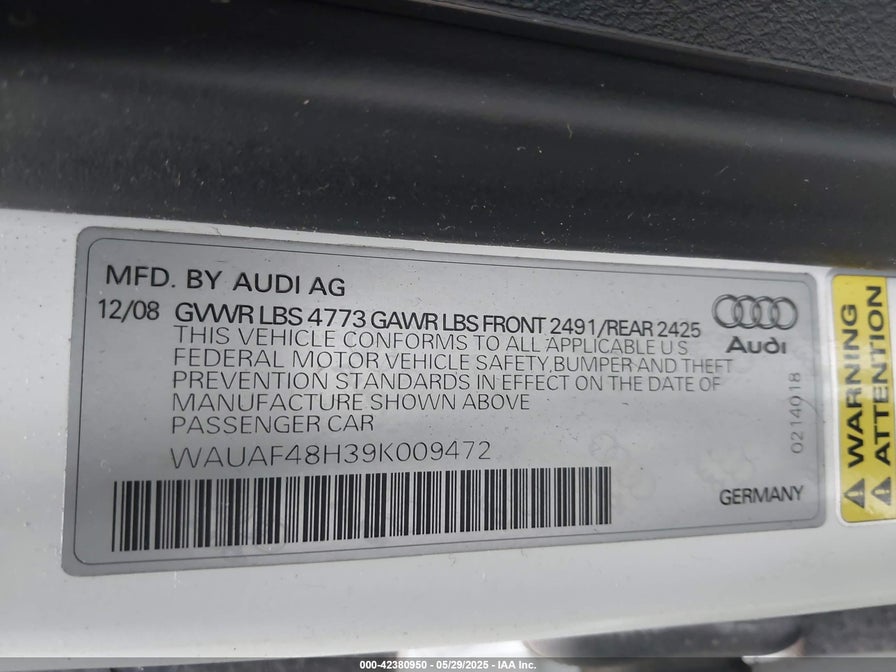 MFD. BY AUDI AG
12/08 GVWR LBS 4773 GAWR LBS FRONT 2491/REAR 2425
THIS VEHICLE CONFORMS TO ALL APPLICABLE U S
FEDERAL MOTOR VEHICLE SAFETY, BUMPER AND THEFT
PREVENTION STANDARDS IN EFFECT ON THE DATE OF
MANUFACTURE SHOWN ABOVE
PASSENGER CAR
WAUAF48H39K009472
Audi
0214018
GERMANY
WARNING
ATTENTION
000-42380950 - 05/29/2025 - IAA Inc.